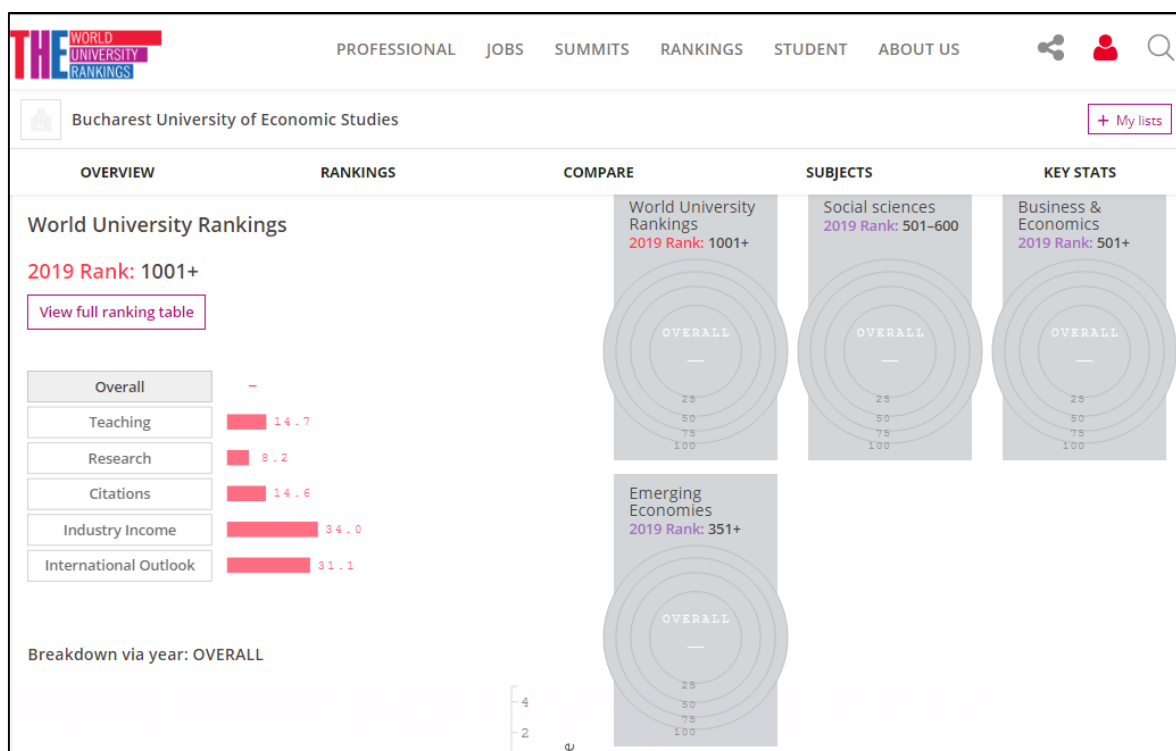 THE WORLD
UNIVERSITY
RANKINGS
PROFESSIONAL JOBS SUMMITS RANKINGS STUDENT ABOUT US
Bucharest University of Economic Studies
+ My lists
OVERVIEW RANKINGS COMPARE SUBJECTS KEY STATS
World University Rankings
2019 Rank: 1001+
View full ranking table
Overall –
Teaching 14.7
Research 8.2
Citations 14.6
Industry Income 34.0
International Outlook 31.1
Breakdown via year: OVERALL
4
2
World University
Rankings
2019 Rank: 1001+
OVERALL
—
25
50
75
100
Social sciences
2019 Rank: 501–600
OVERALL
—
25
50
75
100
Business &
Economics
2019 Rank: 501+
OVERALL
—
25
50
75
100
Emerging
Economies
2019 Rank: 351+
OVERALL
—
25
50
75
100